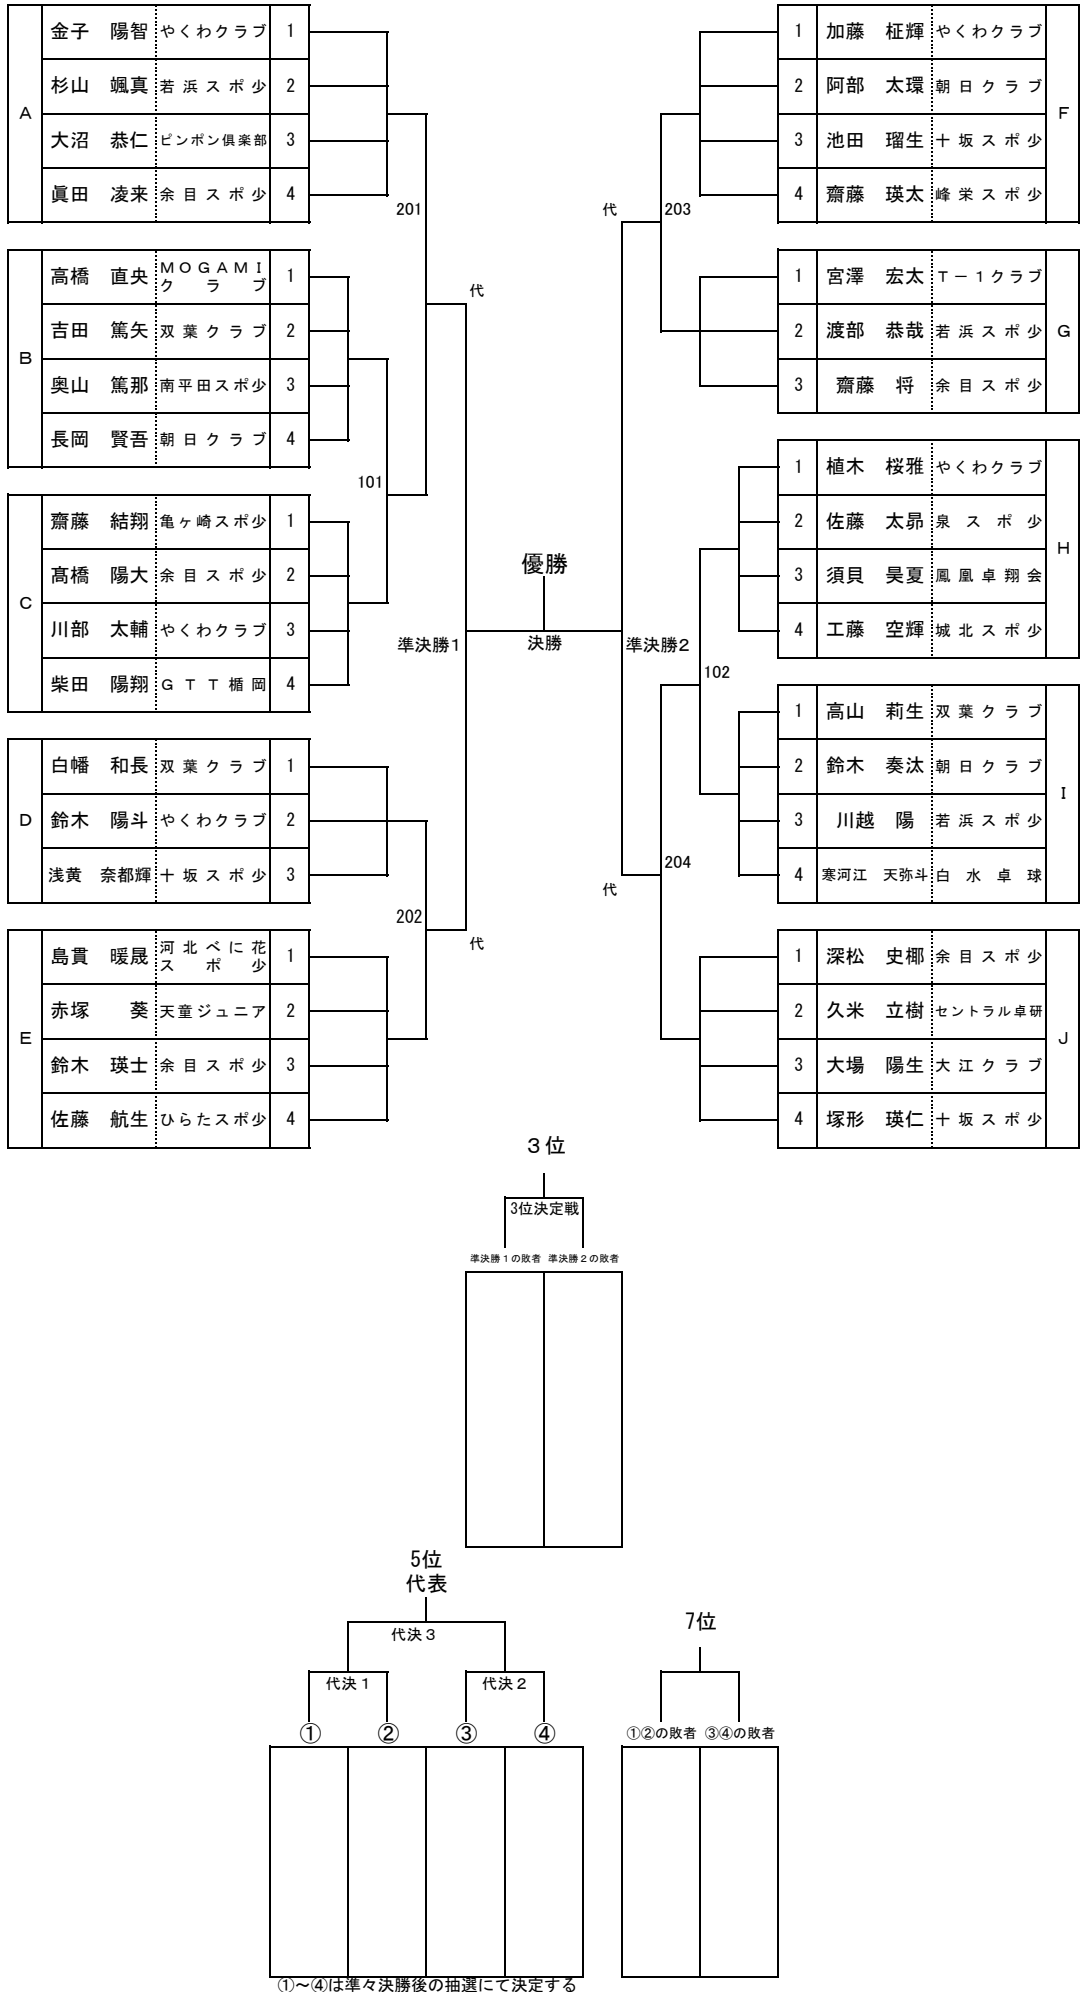 A
金子 陽智 やくわクラブ 1
杉山 颯真 若浜スポ少 2
大沼 恭仁 ピンポン倶楽部 3
眞田 凌来 余目スポ少 4
B
高橋 直央 MOGAMIクラブ 1
吉田 篤矢 双葉クラブ 2
奥山 篤那 南平田スポ少 3
長岡 賢吾 朝日クラブ 4
C
齋藤 結翔 亀ヶ崎スポ少 1
髙橋 陽大 余目スポ少 2
川部 太輔 やくわクラブ 3
柴田 陽翔 GTT楯岡 4
D
白幡 和長 双葉クラブ 1
鈴木 陽斗 やくわクラブ 2
浅黄 奈都輝 十坂スポ少 3
E
島貫 暖晟 河北べに花スポ少 1
赤塚 葵 天童ジュニア 2
鈴木 瑛士 余目スポ少 3
佐藤 航生 ひらたスポ少 4
201
代
101
準決勝1
202
代
優勝
決勝
代
203
準決勝2
102
204
代
F
1 加藤 柾輝 やくわクラブ
2 阿部 太環 朝日クラブ
3 池田 瑠生 十坂スポ少
4 齋藤 瑛太 峰栄スポ少
G
1 宮澤 宏太 T－1クラブ
2 渡部 恭哉 若浜スポ少
3 齋藤 将 余目スポ少
H
1 植木 桜雅 やくわクラブ
2 佐藤 太昴 泉スポ少
3 須貝 昊夏 鳳凰卓翔会
4 工藤 空輝 城北スポ少
I
1 高山 莉生 双葉クラブ
2 鈴木 奏汰 朝日クラブ
3 川越 陽 若浜スポ少
4 寒河江 天弥斗 白水卓球
J
1 深松 史椰 余目スポ少
2 久米 立樹 セントラル卓研
3 大場 陽生 大江クラブ
4 塚形 瑛仁 十坂スポ少
3位
3位決定戦
準決勝1の敗者 準決勝2の敗者
5位
代表
代決3
代決1 代決2
① ② ③ ④
7位
①②の敗者 ③④の敗者
①～④は準々決勝後の抽選にて決定する